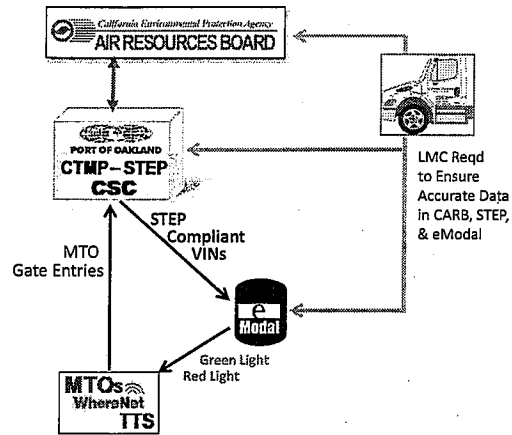 California Environmental Protection Agency
AIR RESOURCES BOARD
PORT OF OAKLAND
CTMP-STEP
CSC
LMC Reqd
to Ensure
Accurate Data
in CARB, STEP,
& eModal
STEP
Compliant
VINs
MTO
Gate Entries
e
Modal
Green Light
Red Light
MTOs
WhereNet
TTS